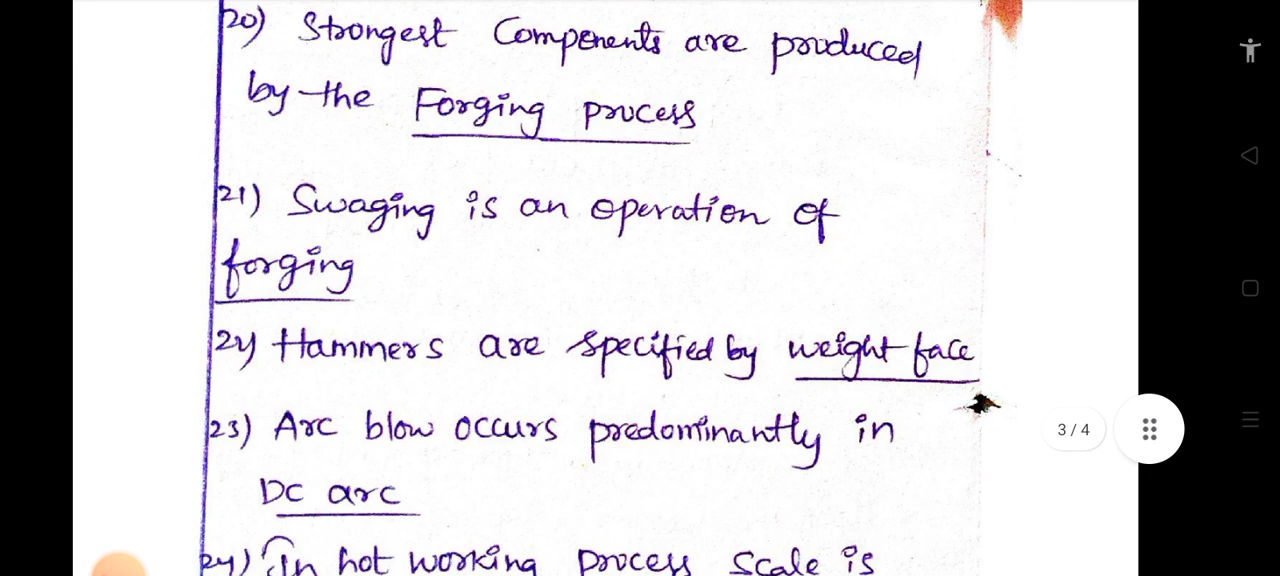 20) Strongest Components are produced
by the Forging process
21) Swaging is an operation of
forging
22) Hammers are specified by weight face
23) Arc blow occurs predominantly in
Dc arc
24) In hot working process scale is
3 / 4